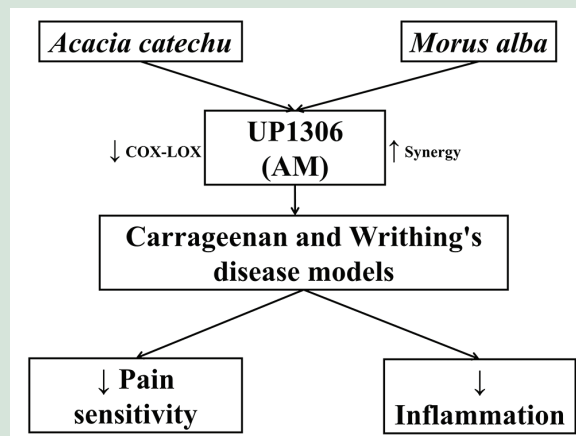 Acacia catechu
Morus alba
↓ COX-LOX
UP1306
(AM)
↑ Synergy
Carrageenan and Writhing's
disease models
↓ Pain
sensitivity
↓
Inflammation